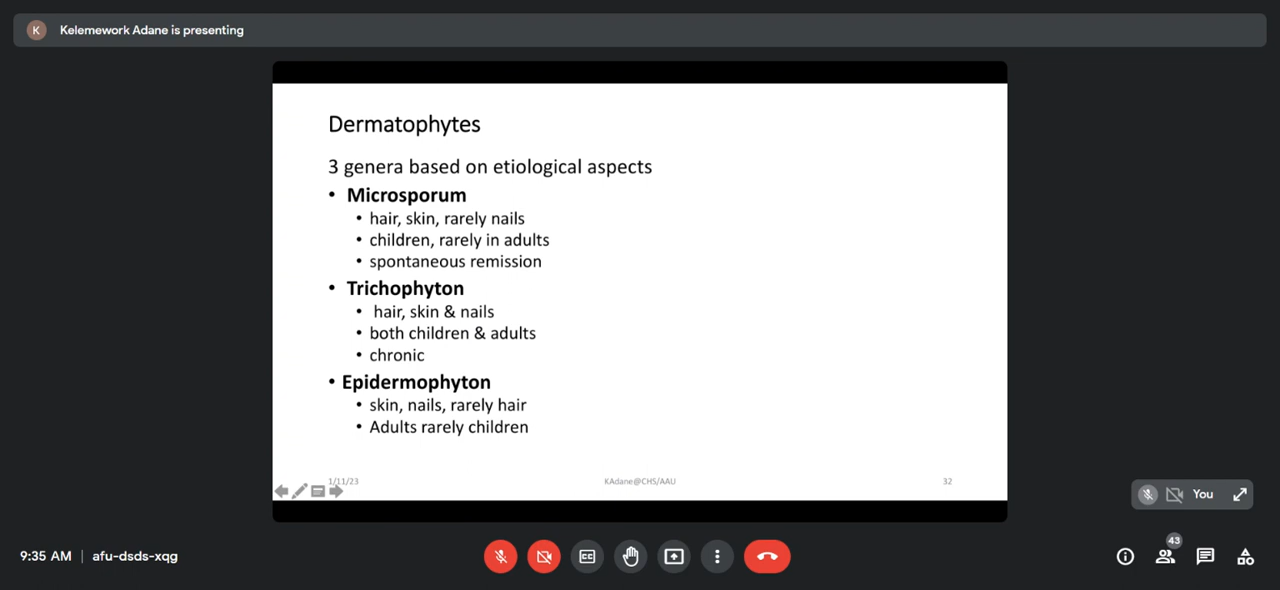 K
Kelemework Adane is presenting
Dermatophytes
3 genera based on etiological aspects
• Microsporum
• hair, skin, rarely nails
• children, rarely in adults
• spontaneous remission
• Trichophyton
• hair, skin & nails
• both children & adults
• chronic
• Epidermophyton
• skin, nails, rarely hair
• Adults rarely children
1/11/23
KAdane@CHS/AAU
32
You
9:35 AM | afu-dsds-xqg
CC
43